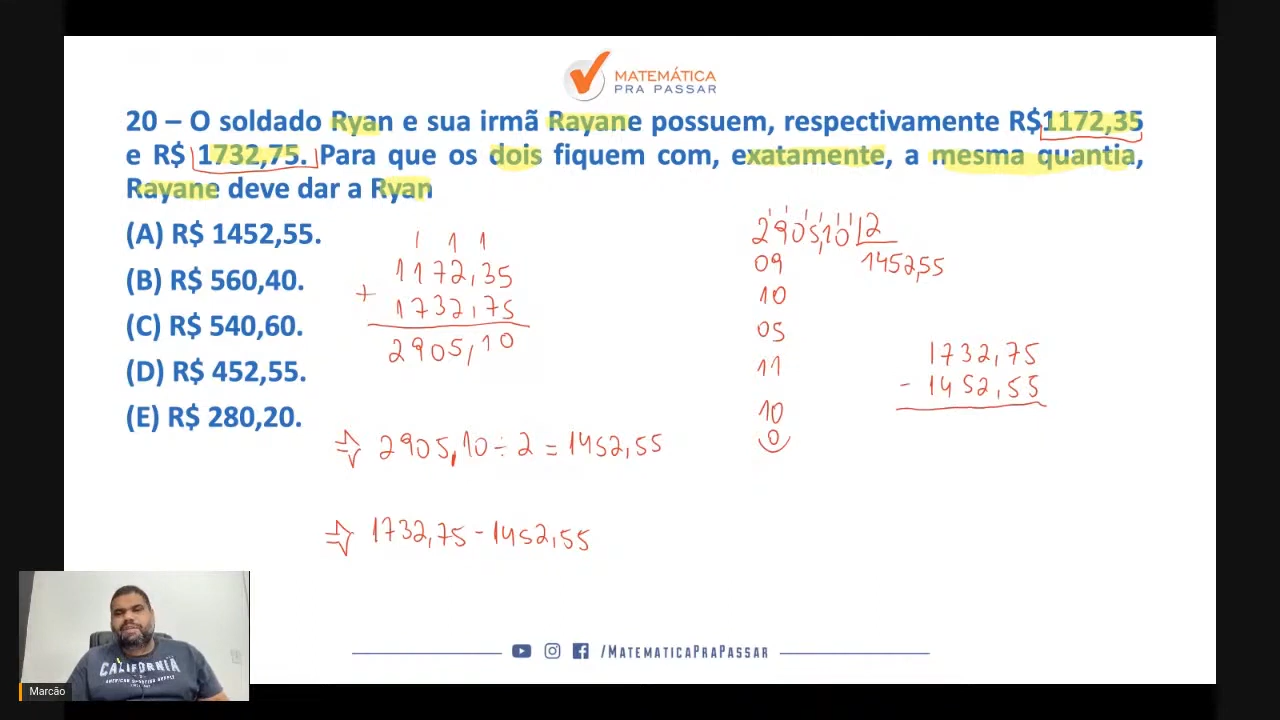 MATEMÁTICA
PRA PASSAR
20 – O soldado Ryan e sua irmã Rayane possuem, respectivamente R$1172,35
e R$ 1732,75. Para que os dois fiquem com, exatamente, a mesma quantia,
Rayane deve dar a Ryan
(A) R$ 1452,55.
(B) R$ 560,40.
(C) R$ 540,60.
(D) R$ 452,55.
(E) R$ 280,20.
1 1 1
1172,35
+ 1732,75
2905,10
⇒ 2905,10 ÷ 2 = 1452,55
⇒ 1732,75 - 1452,55
2905,10 2
09 1452,55
10
05
11
10
0
1732,75
- 1452,55
/MATEMATICAPRAPASSAR
CALIFORNIA
Marcão